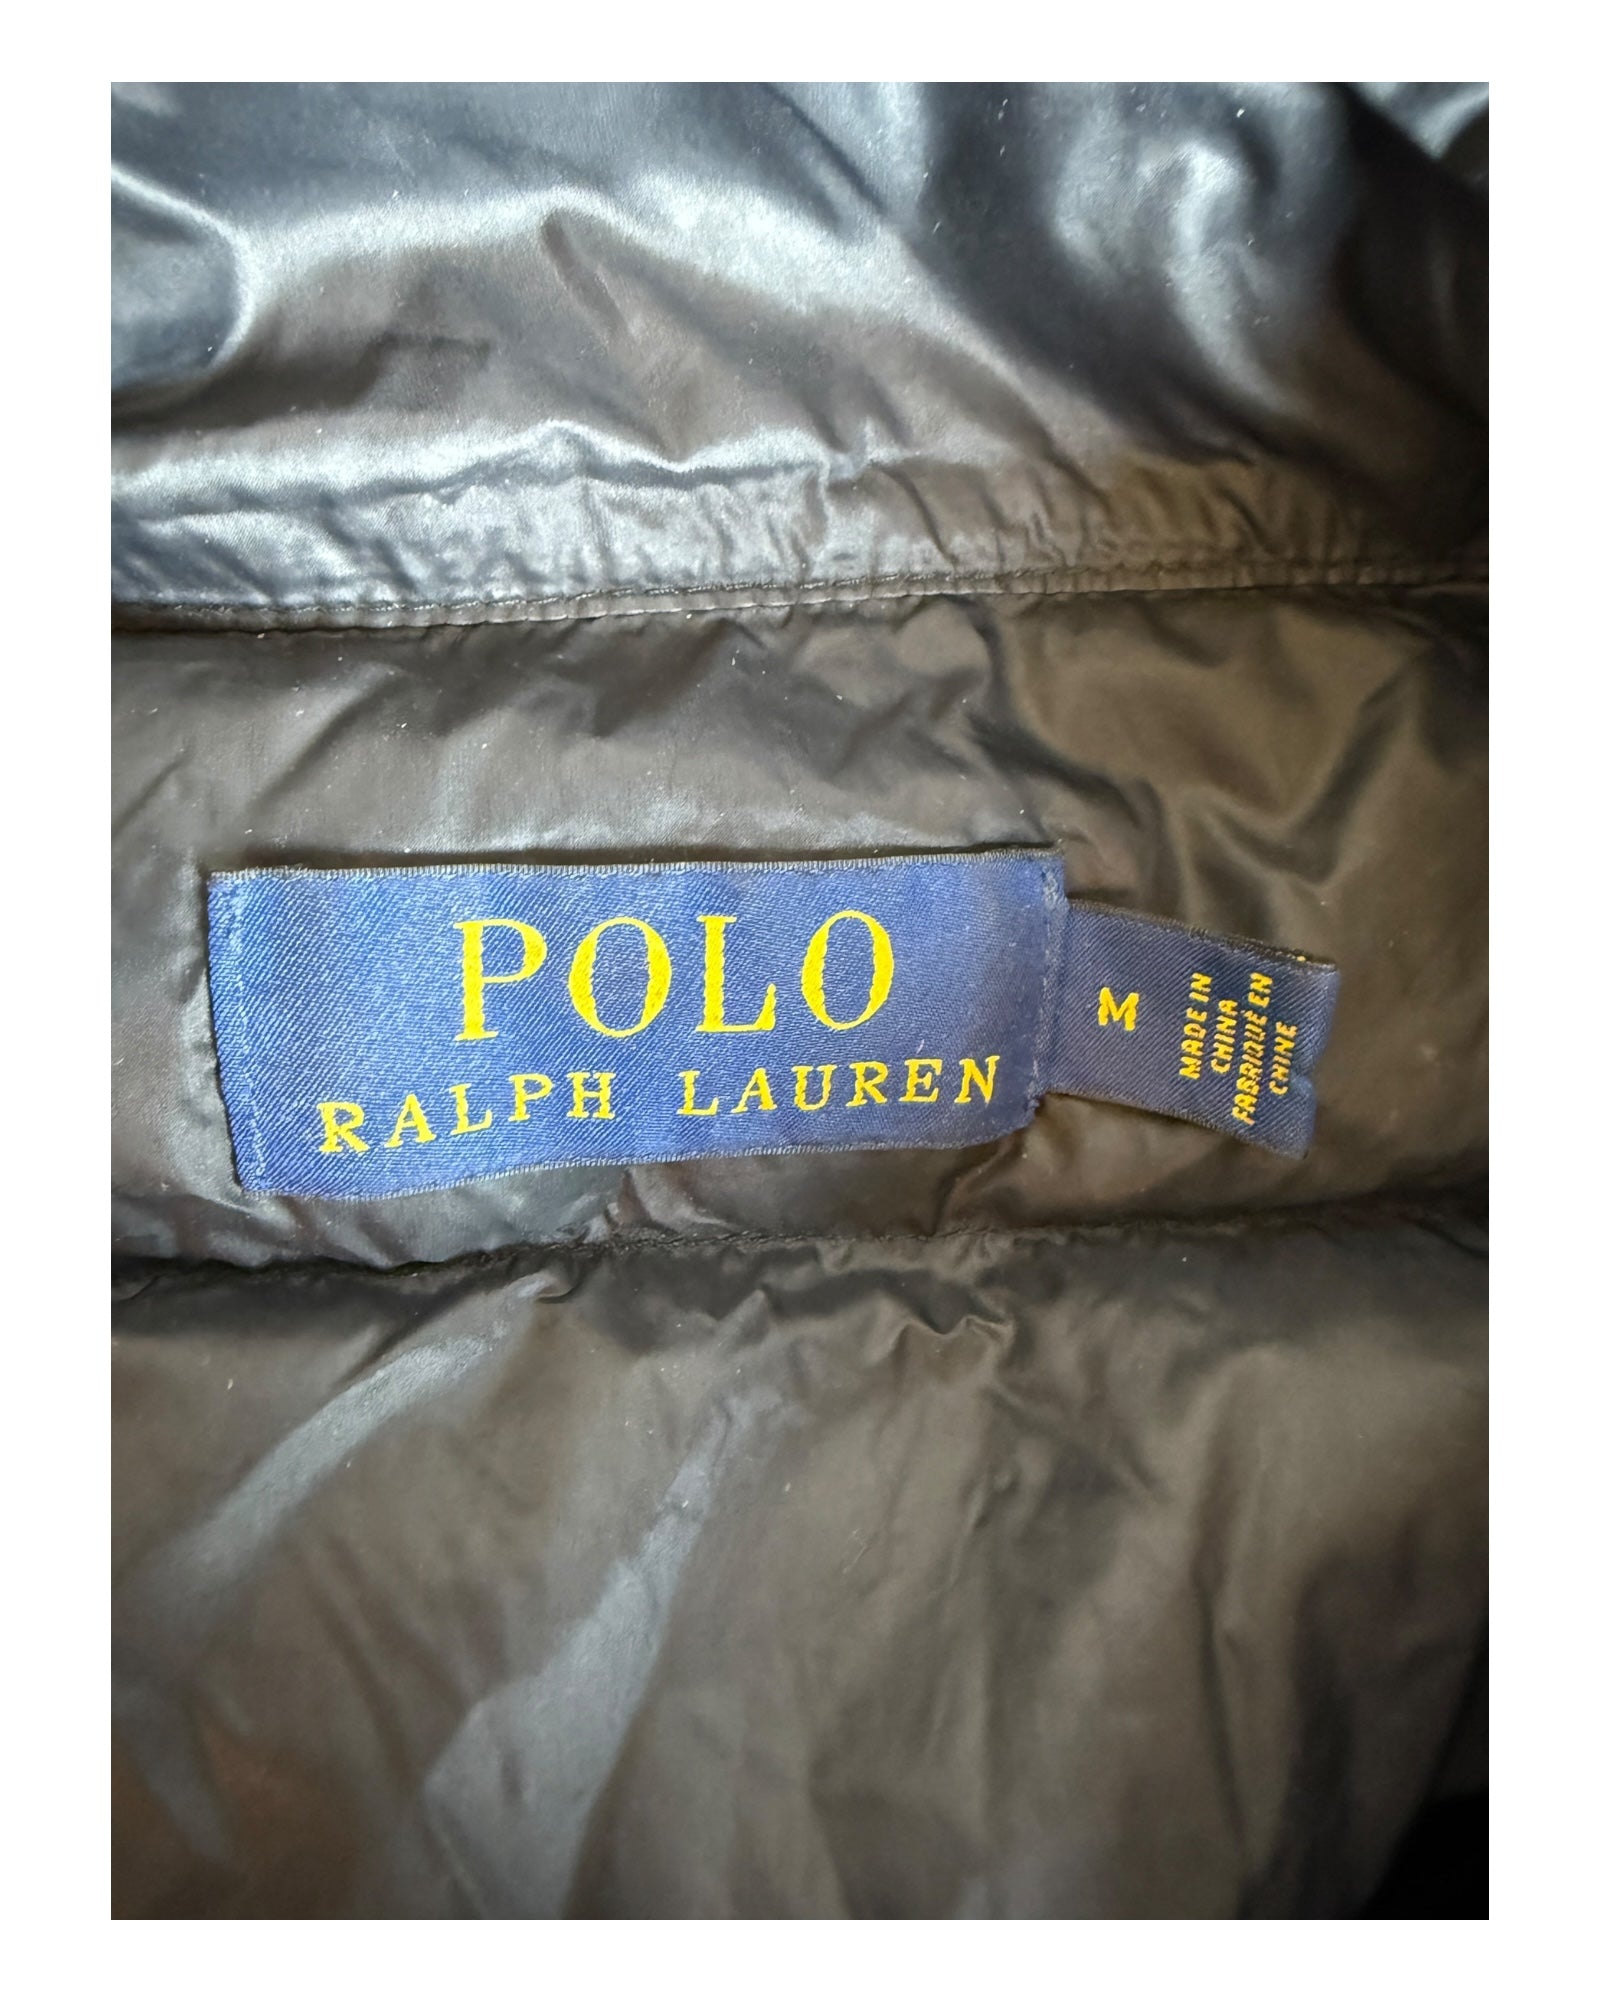 POLO
RALPH LAUREN
M
MADE IN
CHINA
FABRIQUÉ EN
CHINE